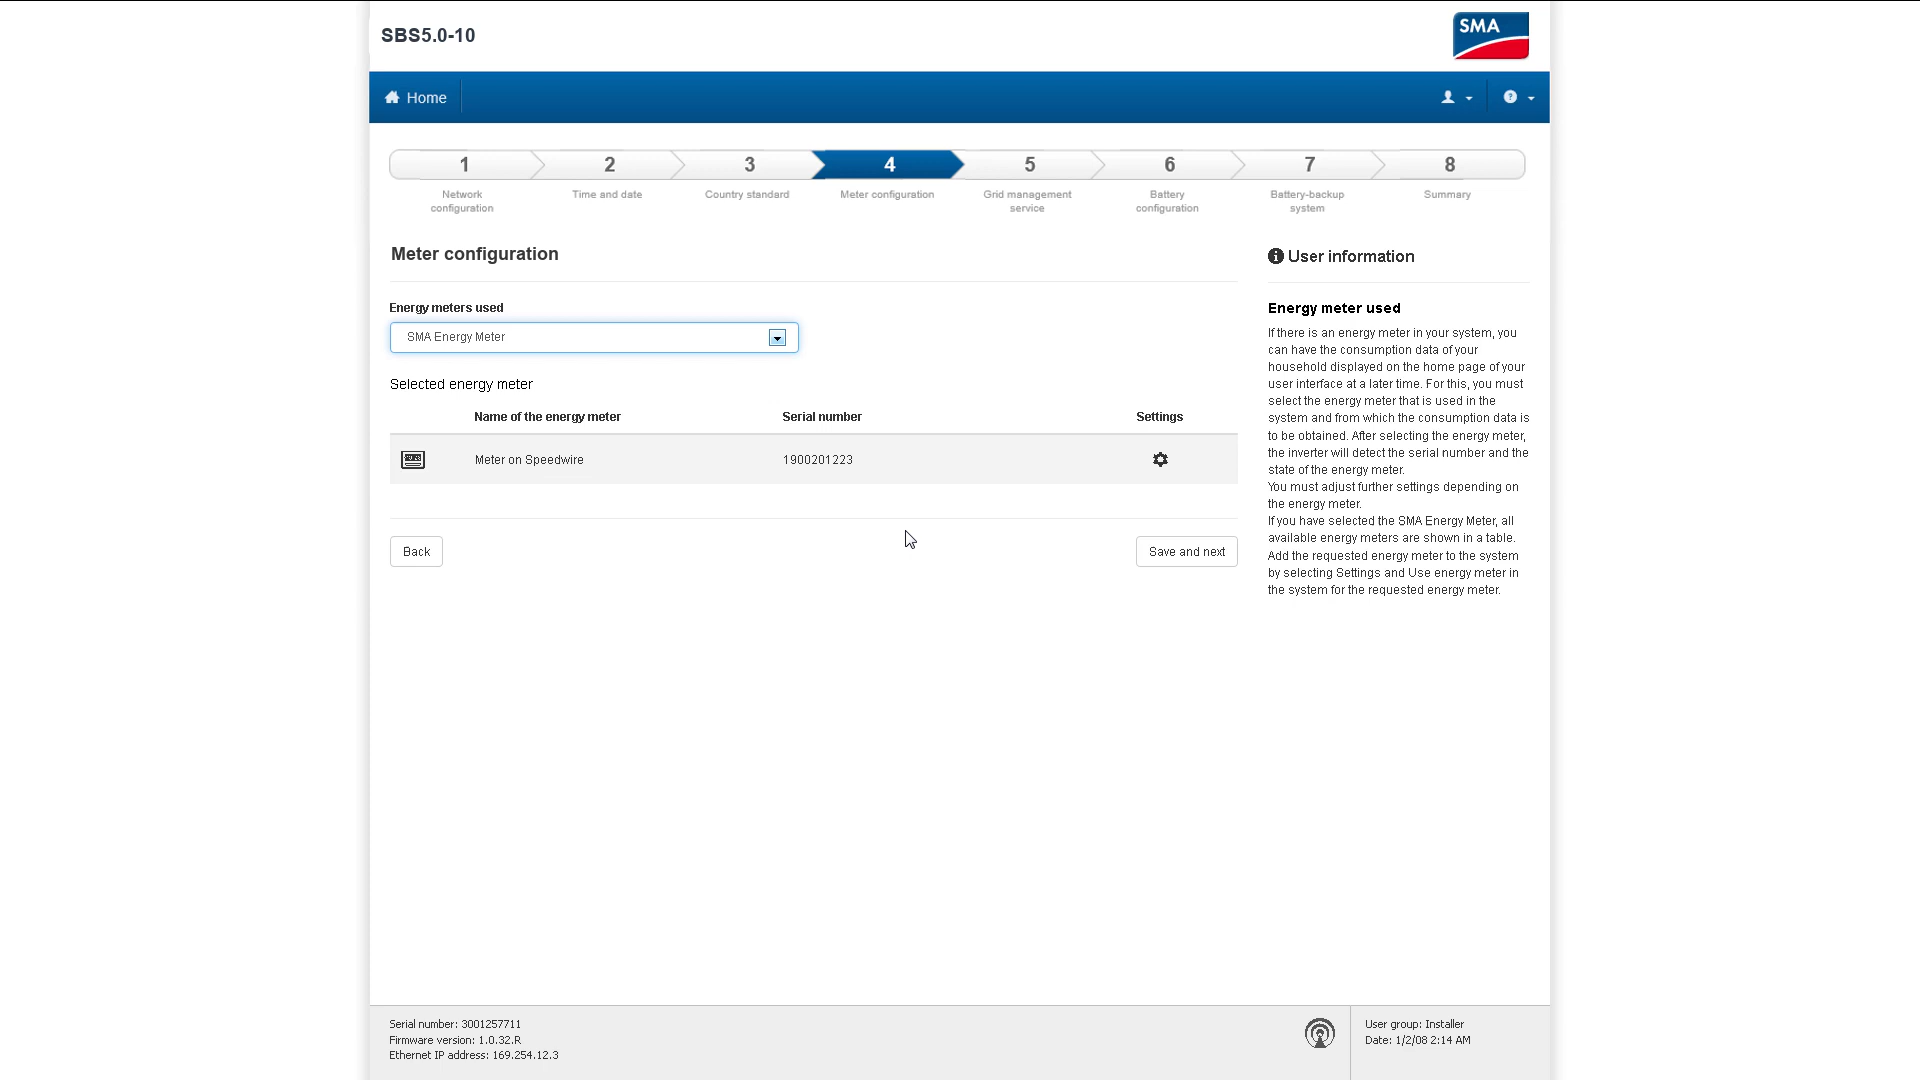 SBS5.0-10
SMA
Home
1
2
3
4
5
6
7
8
Network
configuration
Time and date
Country standard
Meter configuration
Grid management
service
Battery
configuration
Battery-backup
system
Summary
Meter configuration
Energy meters used
SMA Energy Meter
Selected energy meter
Name of the energy meter
Serial number
Settings
Meter on Speedwire
1900201223
Back
Save and next
User information
Energy meter used
If there is an energy meter in your system, you
can have the consumption data of your
household displayed on the home page of your
user interface at a later time. For this, you must
select the energy meter that is used in the
system and from which the consumption data is
to be obtained. After selecting the energy meter,
the inverter will detect the serial number and the
state of the energy meter.
You must adjust further settings depending on
the energy meter.
If you have selected the SMA Energy Meter, all
available energy meters are shown in a table.
Add the requested energy meter to the system
by selecting Settings and Use energy meter in
the system for the requested energy meter.
Serial number: 3001257711
Firmware version: 1.0.32.R
Ethernet IP address: 169.254.12.3
User group: Installer
Date: 1/2/08 2:14 AM